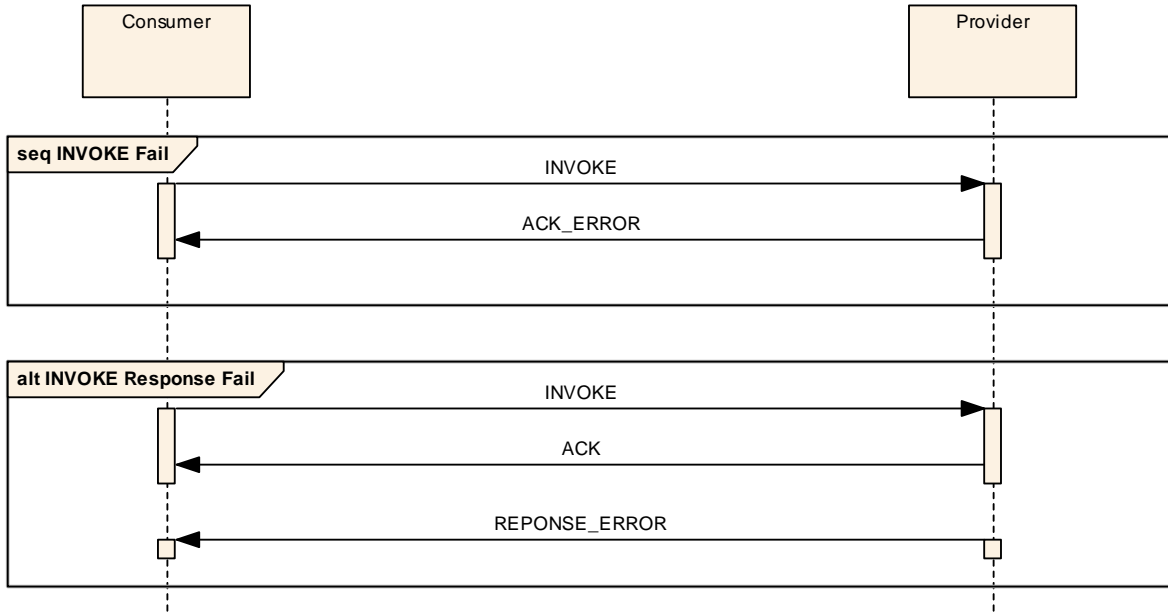 Consumer
Provider
seq INVOKE Fail
INVOKE
ACK_ERROR
alt INVOKE Response Fail
INVOKE
ACK
REPONSE_ERROR